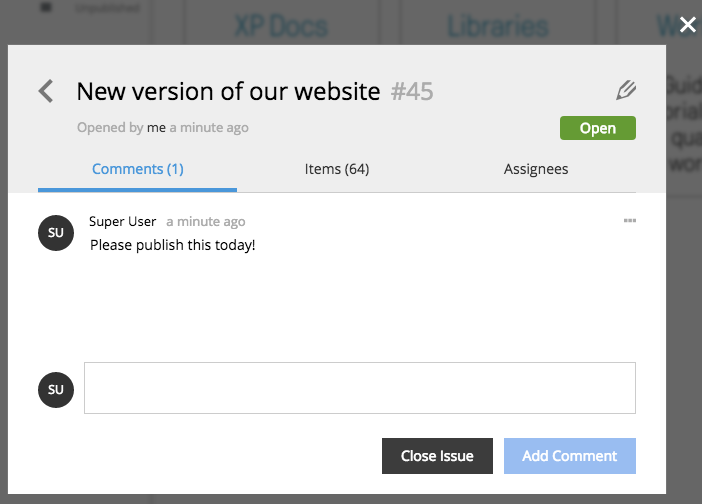 unpublished
XP Docs
Libraries
New version of our website #45
Opened by me a minute ago
Open
Comments (1)
Items (64)
Assignees
SU
Super User a minute ago
Please publish this today!
SU
Close Issue
Add Comment